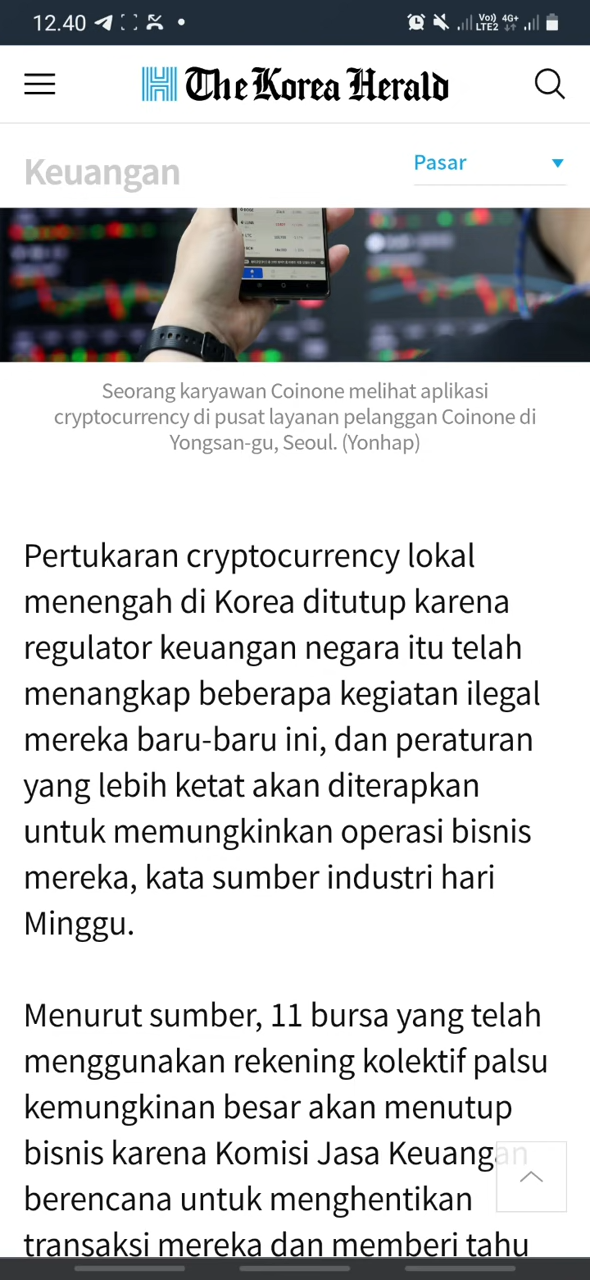 12.40
Vo)) 4G+
LTE2
The Korea Herald
Keuangan
Pasar
Seorang karyawan Coinone melihat aplikasi
cryptocurrency di pusat layanan pelanggan Coinone di
Yongsan-gu, Seoul. (Yonhap)
Pertukaran cryptocurrency lokal
menengah di Korea ditutup karena
regulator keuangan negara itu telah
menangkap beberapa kegiatan ilegal
mereka baru-baru ini, dan peraturan
yang lebih ketat akan diterapkan
untuk memungkinkan operasi bisnis
mereka, kata sumber industri hari
Minggu.
Menurut sumber, 11 bursa yang telah
menggunakan rekening kolektif palsu
kemungkinan besar akan menutup
bisnis karena Komisi Jasa Keuangan
berencana untuk menghentikan
transaksi mereka dan memberi tahu